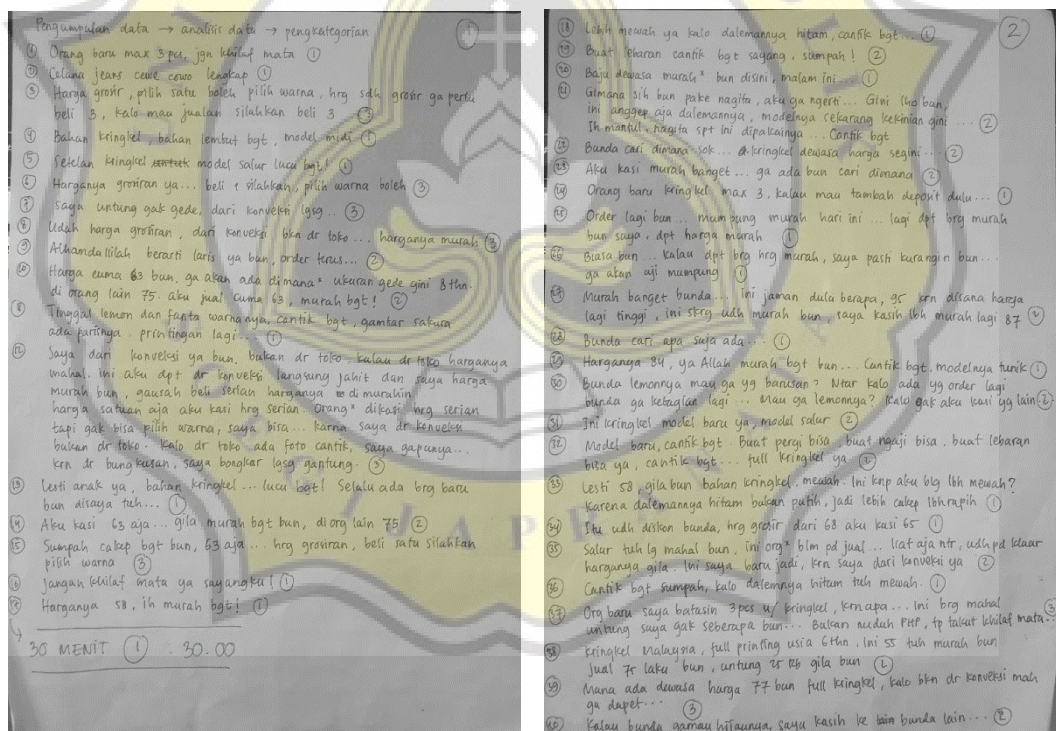 Pengumpulan data → analisis data → pengkategorian
1
① Orang baru max 3 pcs, jgn khilaf mata ①
② Celana jeans cewe cowo lengkap ①
③ Harga grosir, pilih satu boleh pilih warna, hrg sdh grosir ga perlu
beli 3, kalo mau jualan silahkan beli 3 ③
④ Bahan kringkel bahan lembut bgt, model midi ①
⑤ Setelan kringkel untuk model salur lucu bgt! ①
⑥ Harganya grosiran ya... beli 1 silahkan, pilih warna boleh ③
⑦ Saya untung gak gede, dari konveksi lgsg... ③
⑧ Udah harga grosiran, dari konveksi bkn dr toko... harganya murah ③
⑨ Alhamdulillah berarti laris ya bun, order terus... ②
⑩ Harga cuma 63 bun, ga akan ada dimana" ukuran gede gini 8thn.
di orang lain 75. aku jual cuma 63, murah bgt! ②
⑪ Tinggal lemon dan fanta warnanya, cantik bgt, gambar sakura
ada partinya. printingan lagi... ①
⑫ Saya dari konveksi ya bun, bukan dr toko, kalau dr toko harganya
mahal. Ini aku dpt dr konveksi langsung jahit dan saya harga
murah bun, gausah beli serian harganya di murahin
harga satuan aja aku kasi hrg serian. Orang" dikasi hrg serian
tapi gak bisa pilih warna, saya bisa... karna saya dr konveksi
bukan dr toko. Kalo dr toko ada foto cantik, saya gapunya...
krn dr bungkusan, saya bongkar lgsg gantung. ③
⑬ Lesti anak ya, bahan kringkel... lucu bgt! Selalu ada brg baru
bun disaya tuh... ①
⑭ Aku kasi 63 aja... gila murah bgt bun, di org lain 75 ②
⑮ Sumpah cakep bgt bun, 63 aja... hrg grosiran, beli satu silahkan
pilih warna ③
⑯ Jangan khilaf mata ya sayangku! ①
⑰ Harganya 58, ih murah bgt! ①
30 MENIT ① : 30.00
2
⑱ Lebih mewah ya kalo dalemannya hitam, cantik bgt... ①
⑲ Buat lebaran cantik bgt sayang, sumpah! ②
⑳ Baju dewasa murah" bun disini, malam ini... ①
㉑ Gimana sih bun pake nagita, aku ga ngerti... Gini lho bun,
ini angger aja dalemannya, modelnya sekarang kekinian gini... ②
Ih mantul, nagita spt ini dipakainya... Cantik bgt
㉒ Bunda cari dimana sok... kringkel dewasa harga segini... ②
㉓ Aku kasi murah banget... ga ada bun cari dimana ②
㉔ Orang baru kringkel max 3, kalau mau tambah deposit dulu... ①
㉕ Order lagi bun... mumpung murah hari ini... lagi dpt brg murah
bun saya, dpt harga murah ①
㉖ Biasa bun... kalau dpt brg hrg murah, saya pasti kurangin bun...
ga akan aji mumpung ①
㉗ Murah banget bunda... ini jaman dulu berapa, 95 krn disana harga
lagi tinggi, ini skrg udh murah bun, saya kasih lbh murah lagi 87 ②
㉘ Bunda cari apa saja ada... ①
㉙ Harganya 84, ya Allah murah bgt bun... Cantik bgt. modelnya tunik ①
㉚ Bunda lemonnya mau ga yg barusan? Ntar kalo ada yg order lagi
bunda ga kebagian lagi... Mau ga lemonnya? Kalo gak aku kasi yg lain ②
㉛ Ini kringkel model baru ya, model salur ②
㉜ Model baru, cantik bgt. Buat pergi bisa, buat ngaji bisa, buat lebaran
bisa ya, cantik bgt... full kringkel ya ②
㉝ Lesti 58, gila bun bahan kringkel, mewah. Ini knp aku blg lbh mewah?
Karena dalemannya hitam bukan putih, jadi lebih cakep lbh rapih ①
㉞ Itu udh diskon bunda, hrg grosir dari 68 aku kasi 65 ①
㉟ Salur tuh lg mahal bun, ini org" blm pd jual... liat aja ntr, udh pd kluar
harganya gila. Ini saya baru jadi, krn saya dari konveksi ya ②
㊱ Cantik bgt sumpah, kalo dalemnya hitam tuh mewah. ①
㊲ Org baru saya batasin 3pcs u/ kringkel, krn apa... Ini brg mahal ③
untung saya gak seberapa bun... Bukan nuduh PHP, tp takut khilaf mata...
㊳ Kringkel Malaysia, full printing usia 6thn. Ini 55 tuh murah bun
jual 75 laku bun, untung 25 rb gila bun ②
㊴ Mana ada dewasa harga 77 bun full kringkel, kalo bkn dr konveksi mah
ga dapet... ③
㊵ Kalau bunda gamau hijaunya, saya kasih ke lain bunda lain... ②